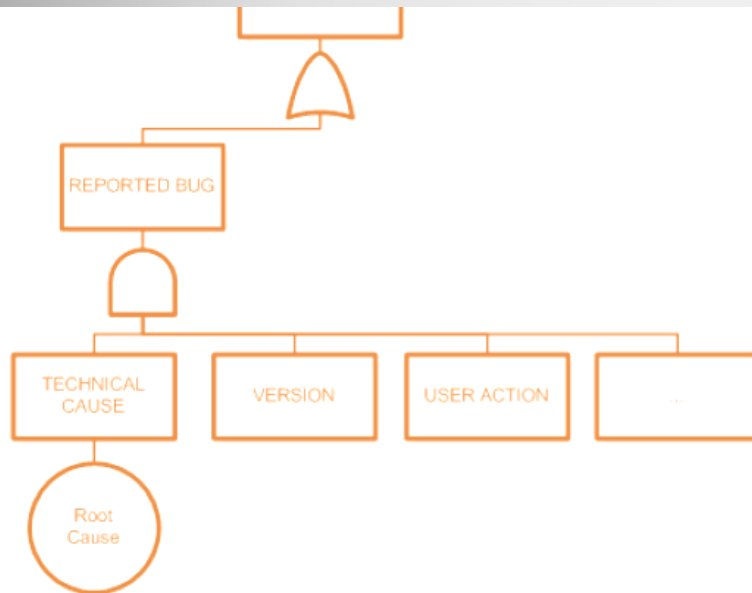 REPORTED BUG
TECHNICAL
CAUSE
VERSION
USER ACTION
...
Root
Cause